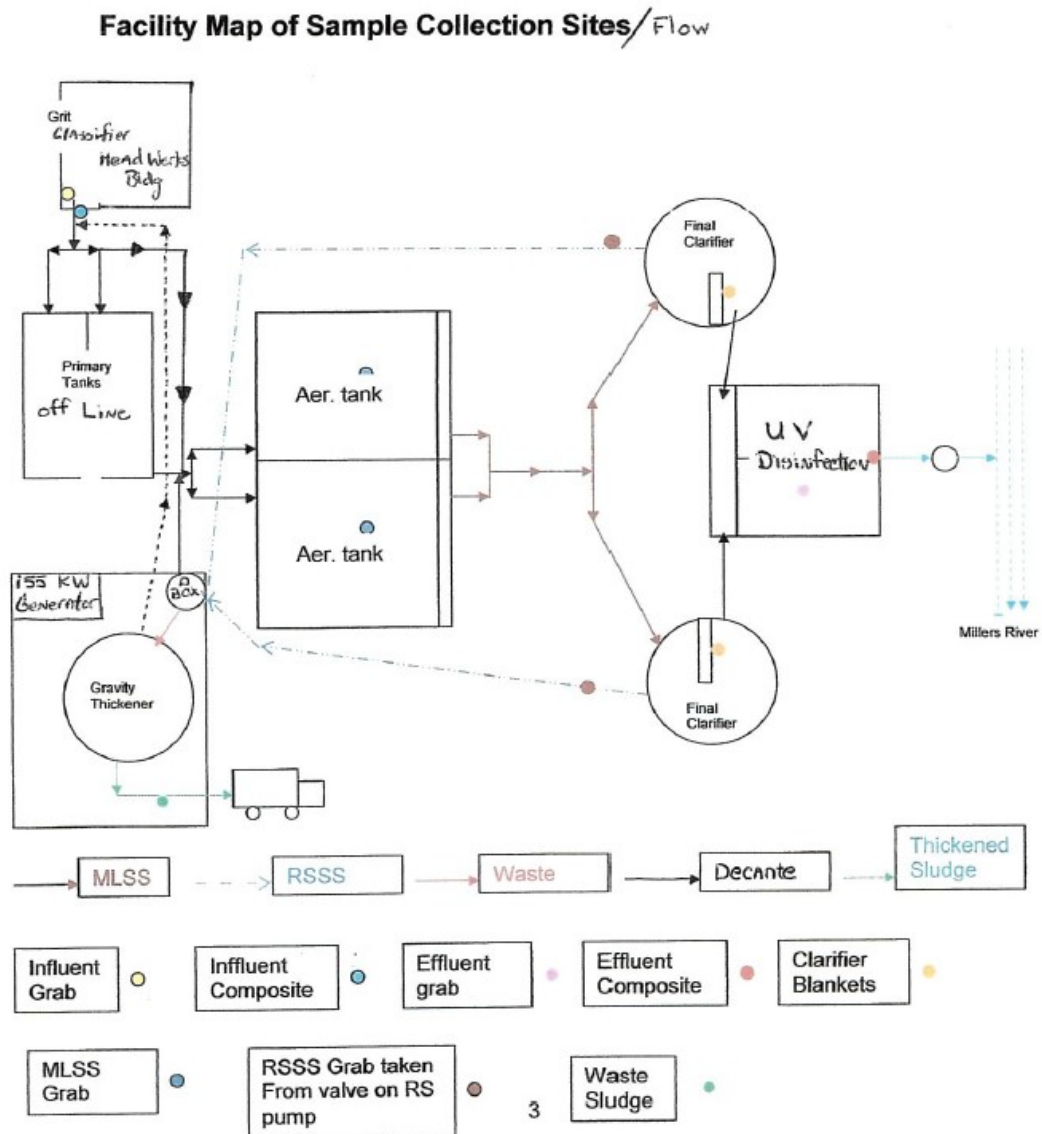 Facility Map of Sample Collection Sites/Flow
Grit
Classifier
Head Werks
Bldg
Final
Clarifier
Primary
Tanks
off Line
Aer. tank
UV
Disinfection
Aer. tank
155 KW
Generator
D
BOX
Millers River
Gravity
Thickener
Final
Clarifier
MLSS
RSSS
Waste
Decante
Thickened
Sludge
Influent
Grab
Inffluent
Composite
Effluent
grab
Effluent
Composite
Clarifier
Blankets
MLSS
Grab
RSSS Grab taken
From valve on RS
pump
3
Waste
Sludge